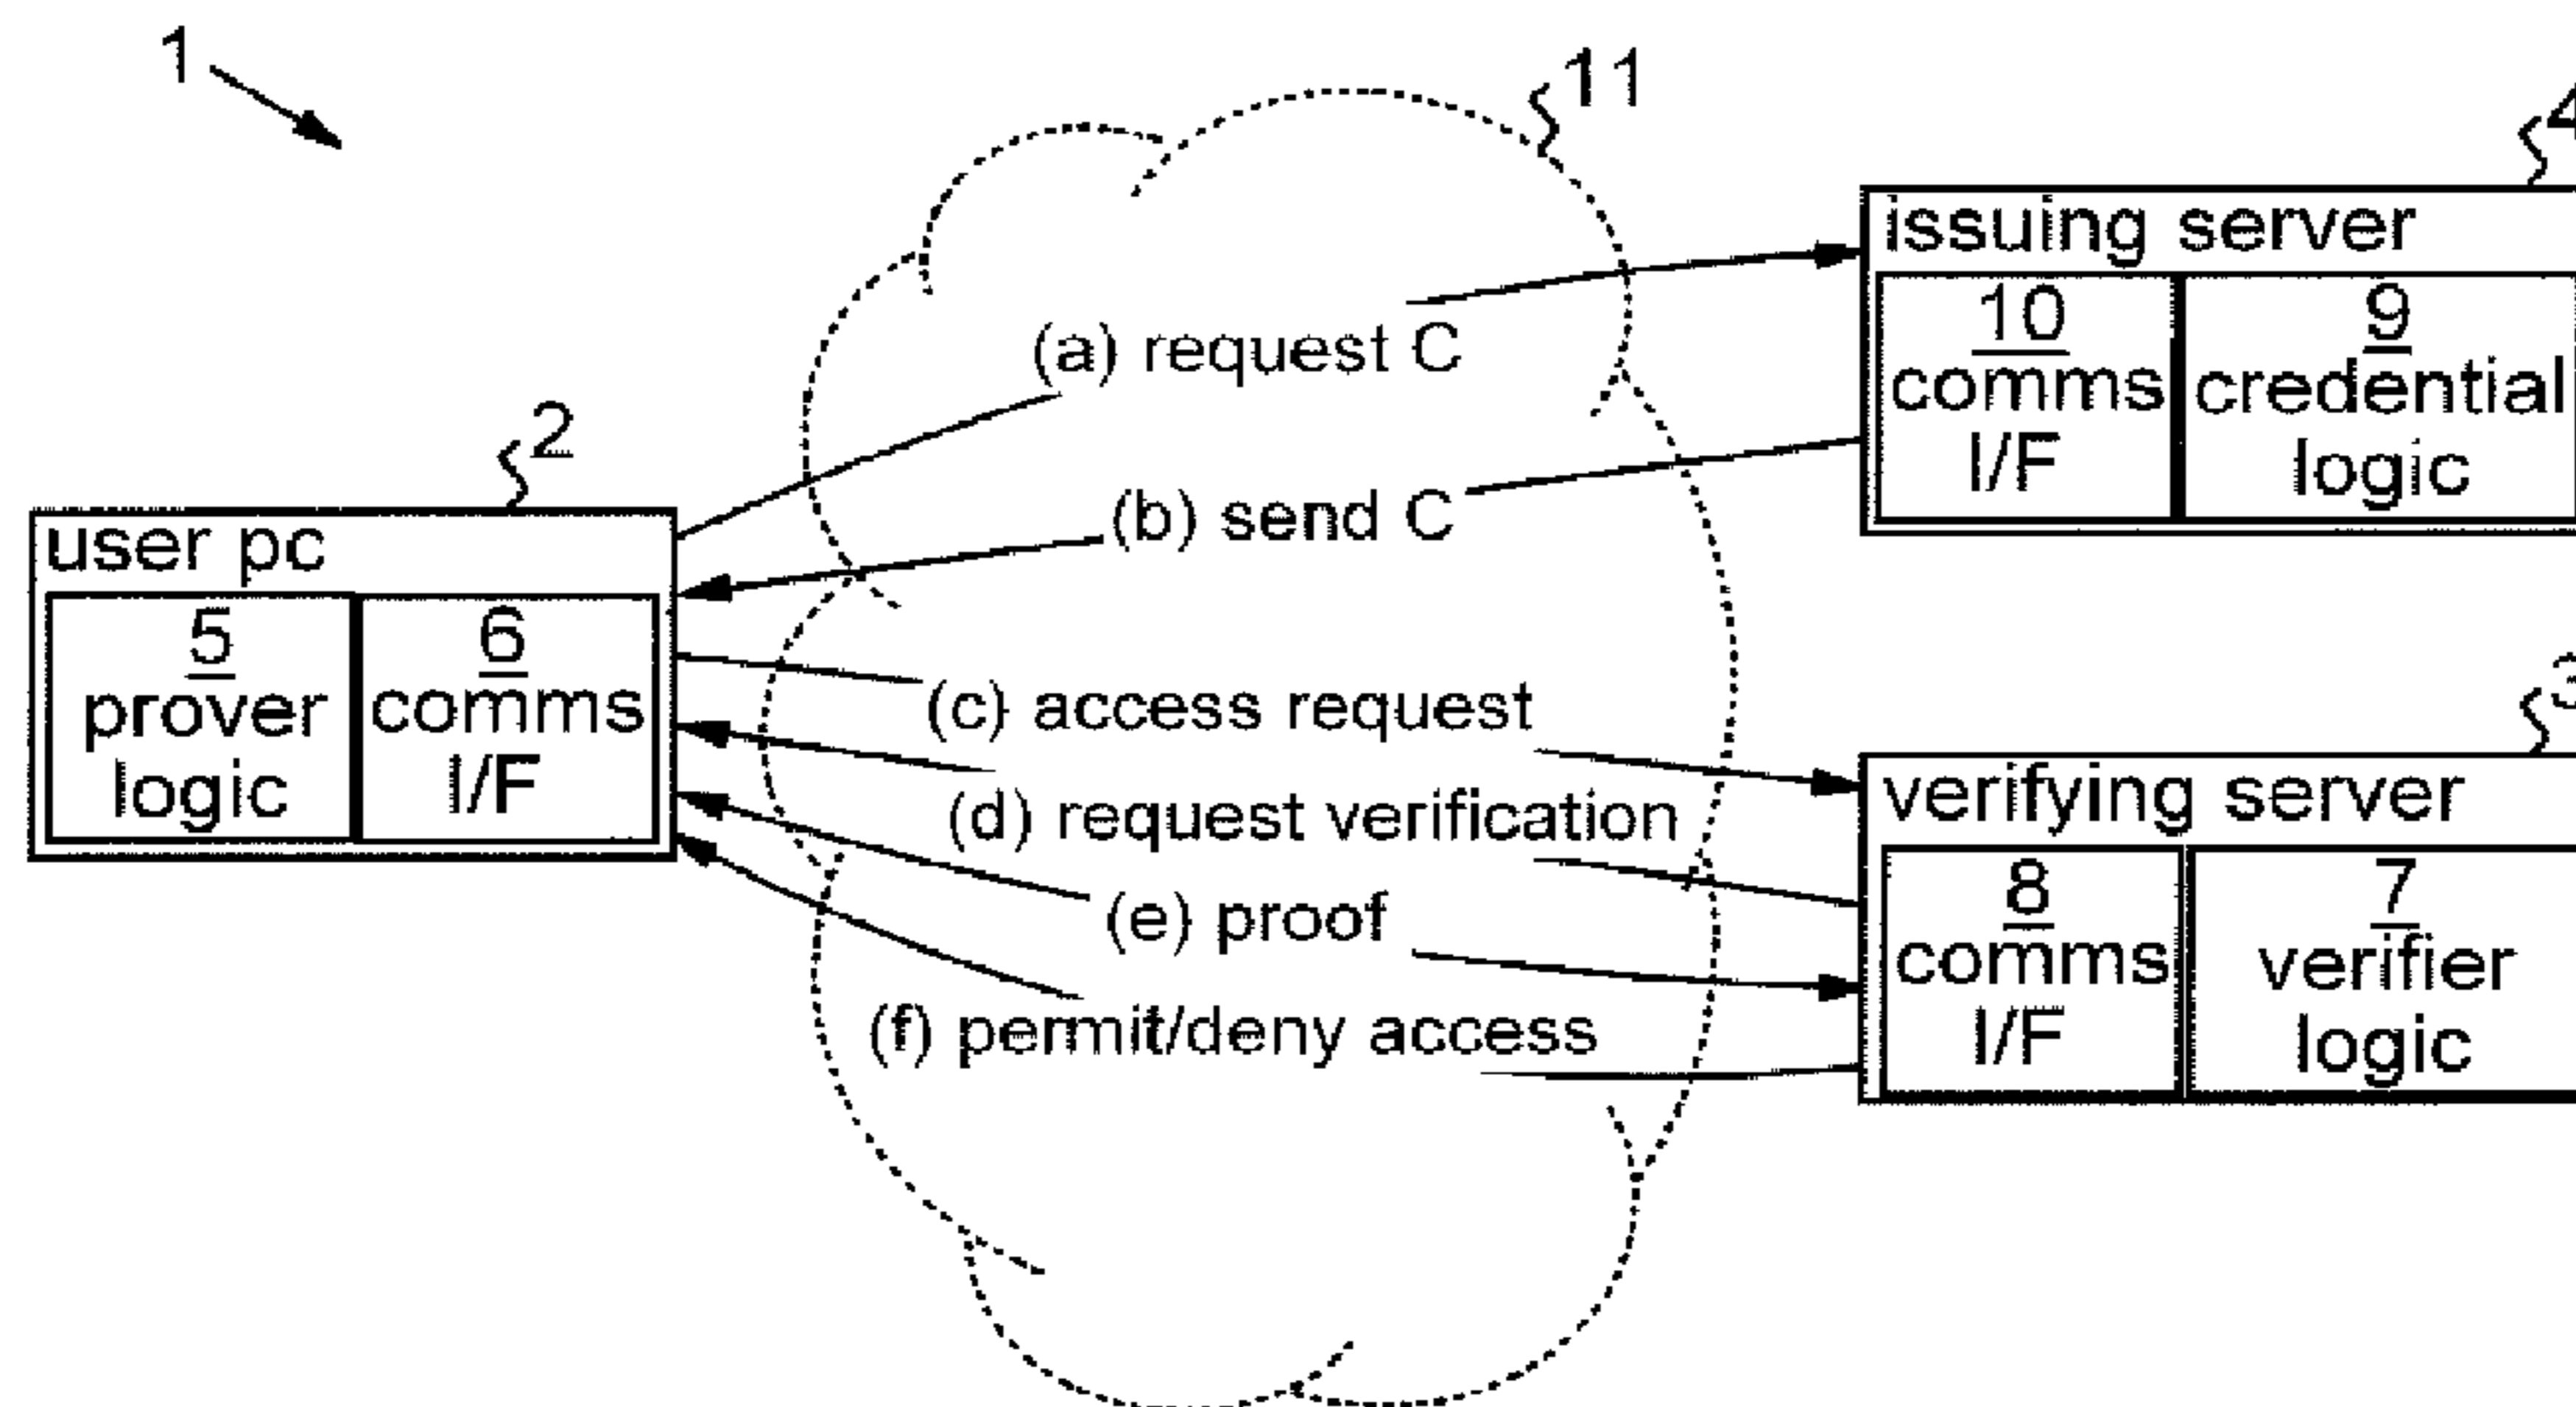 1
11
4
issuing server
10
comms
I/F
9
credential
logic
(a) request C
2
(b) send C
user pc
5
prover
logic
6
comms
I/F
(c) access request
3
(d) request verification
verifying server
8
comms
I/F
7
verifier
logic
(e) proof
(f) permit/deny access